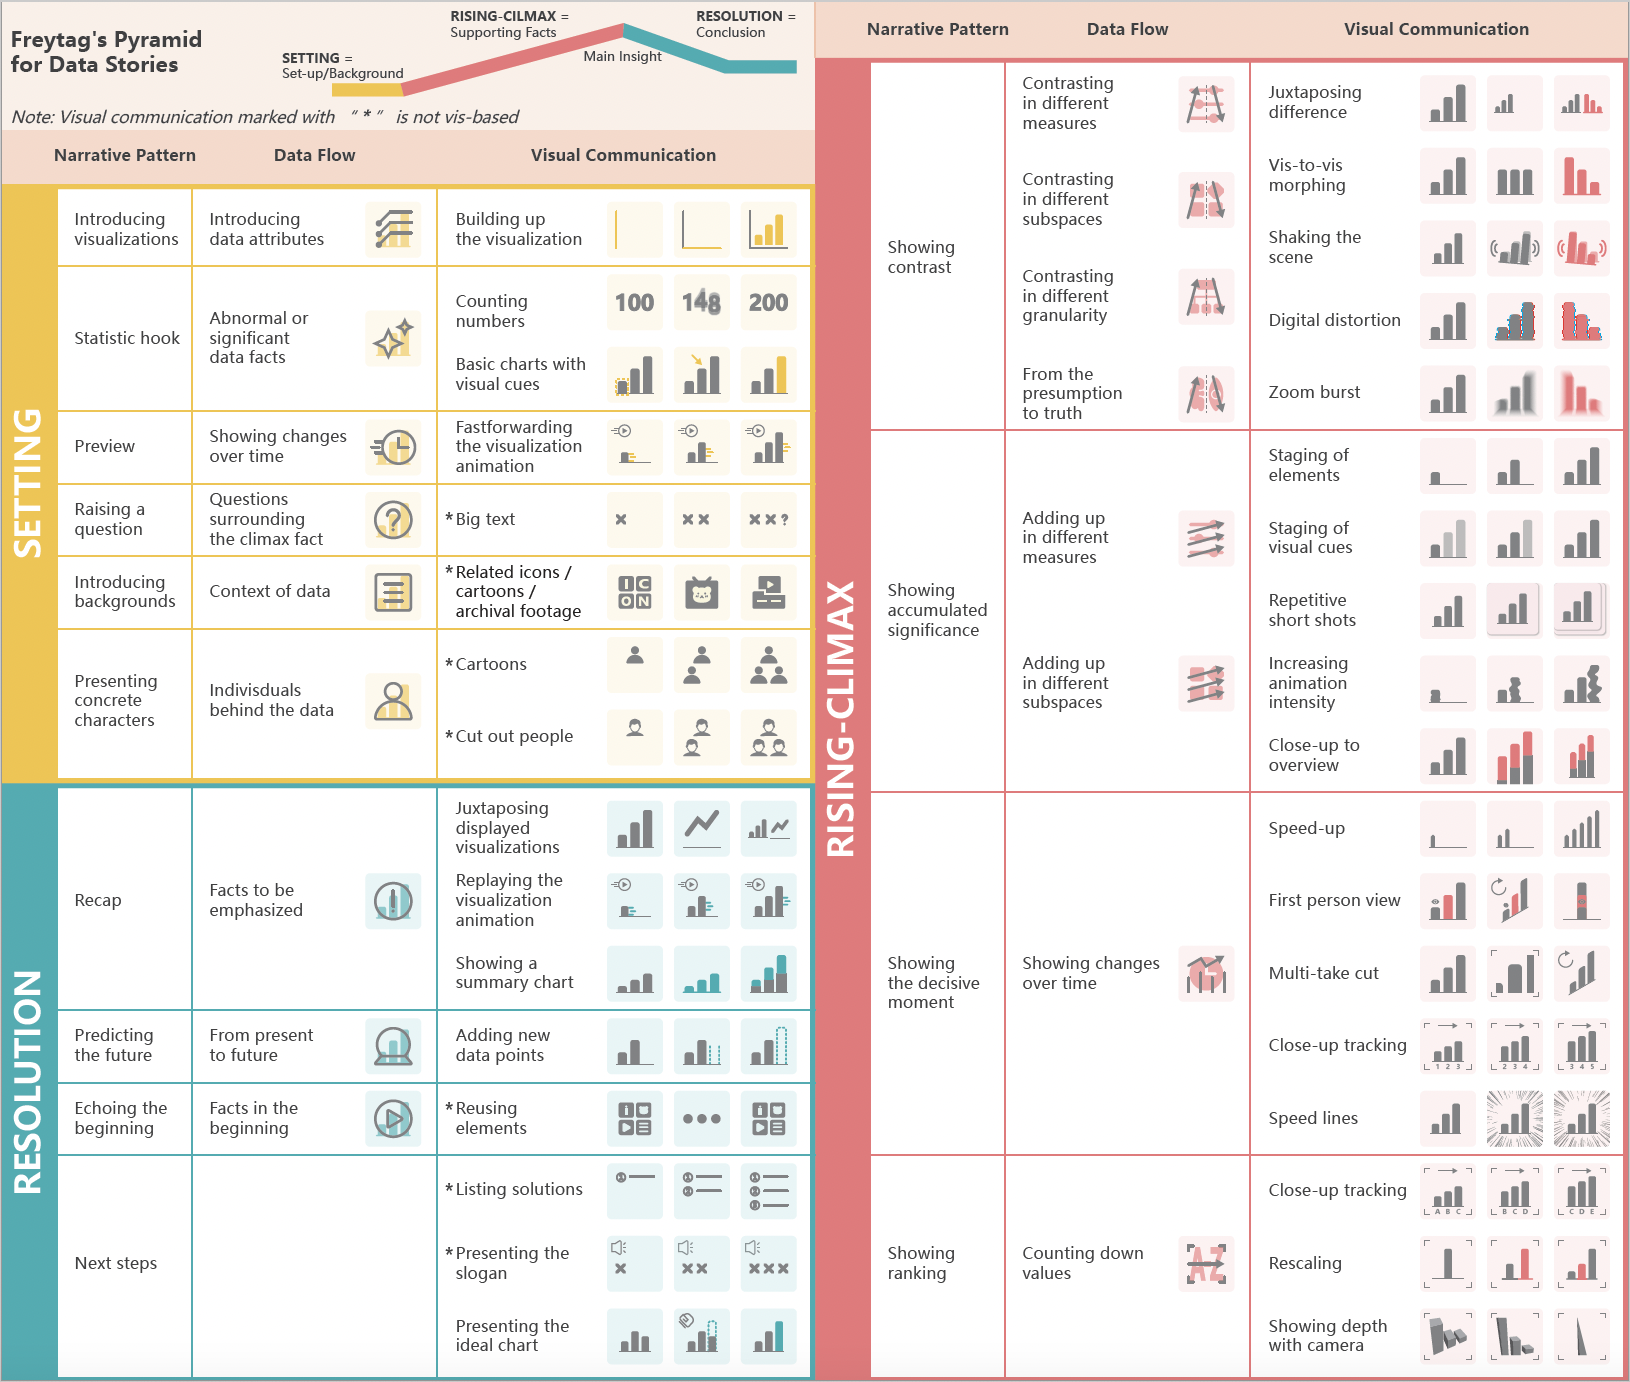 Freytag's Pyramid
for Data Stories
SETTING =
Set-up/Background
RISING-CILMAX =
Supporting Facts
Main Insight
RESOLUTION =
Conclusion
Note: Visual communication marked with “ * ” is not vis-based
Narrative Pattern
Data Flow
Visual Communication
SETTING
Introducing
visualizations
Introducing
data attributes
Building up
the visualization
Statistic hook
Abnormal or
significant
data facts
Counting
numbers
100
148
200
Basic charts with
visual cues
Preview
Showing changes
over time
Fastforwarding
the visualization
animation
Raising a
question
Questions
surrounding
the climax fact
?
* Big text
× 
× ×
× × ?
Introducing
backgrounds
Context of data
* Related icons /
cartoons /
archival footage
IC
ON
Presenting
concrete
characters
Indivisduals
behind the data
* Cartoons
* Cut out people
RESOLUTION
Recap
Facts to be
emphasized
!
Juxtaposing
displayed
visualizations
Replaying the
visualization
animation
Showing a
summary chart
Predicting
the future
From present
to future
Adding new
data points
Echoing the
beginning
Facts in the
beginning
* Reusing
elements
Next steps
* Listing solutions
* Presenting the
slogan
×
××
×××
Presenting the
ideal chart
Narrative Pattern
Data Flow
Visual Communication
RISING-CLIMAX
Showing
contrast
Contrasting
in different
measures
Contrasting
in different
subspaces
Contrasting
in different
granularity
From the
presumption
to truth
Juxtaposing
difference
Vis-to-vis
morphing
Shaking the
scene
Digital distortion
Zoom burst
Showing
accumulated
significance
Adding up
in different
measures
Adding up
in different
subspaces
Staging of
elements
Staging of
visual cues
Repetitive
short shots
Increasing
animation
intensity
Close-up to
overview
Showing
the decisive
moment
Showing changes
over time
Speed-up
First person view
Multi-take cut
Close-up tracking
1 2 3
2 3 4
3 4 5
Speed lines
Showing
ranking
Counting down
values
AZ
Close-up tracking
A B C
B C D
C D E
Rescaling
Showing depth
with camera